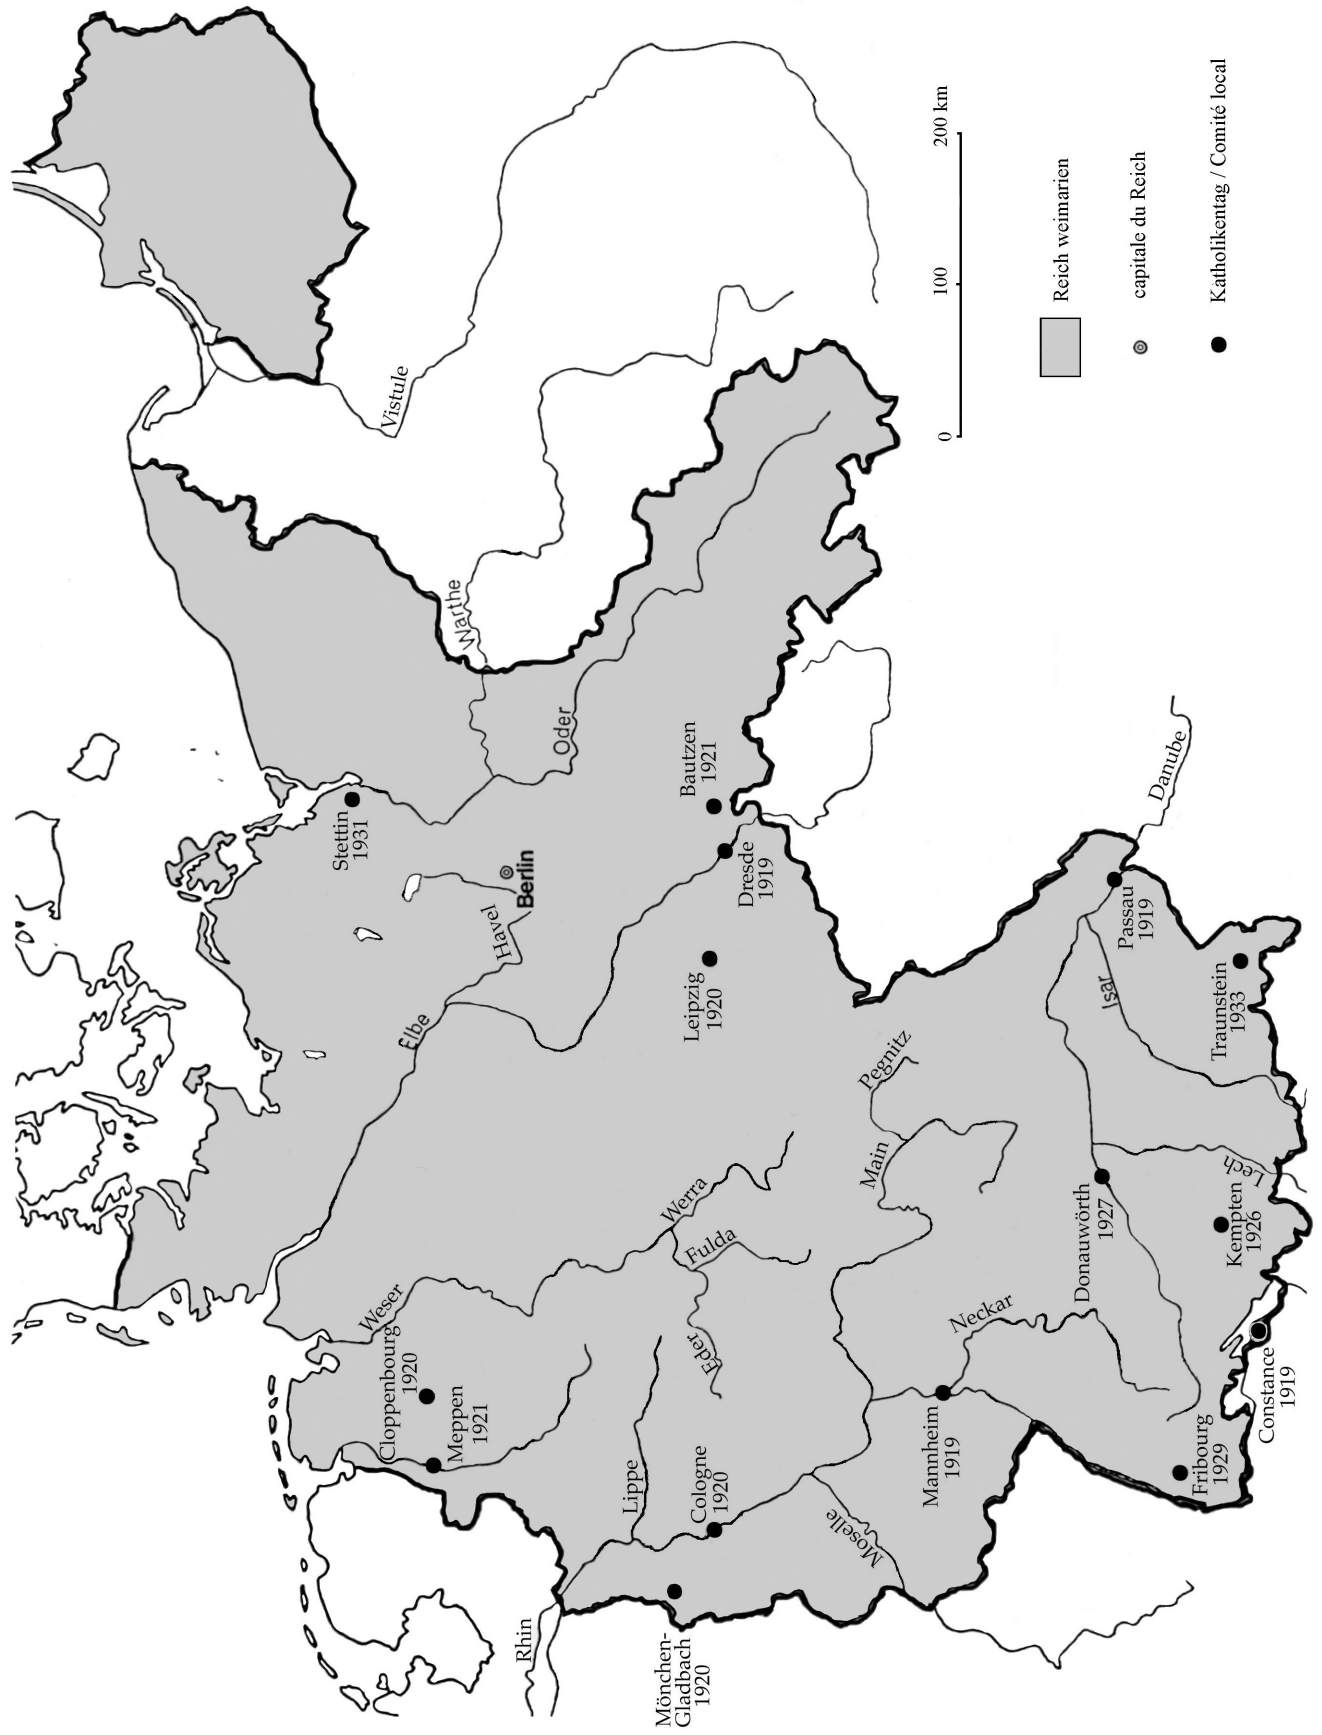 Mönchen-
Gladbach
1920
Rhin
Cologne
1920
Lippe
Moselle
Meppen
1921
Cloppenbourg
1920
Weser
Eder
Fulda
Werra
Mannheim
1919
Neckar
Main
Pegnitz
Fribourg
1929
Constance
1919
Kempten
1926
Lech
Donauwörth
1927
Isar
Traunstein
1933
Passau
1919
Danube
Elbe
Havel
Berlin
Leipzig
1920
Dresde
1919
Bautzen
1921
Stettin
1931
Oder
Warthe
Vistule
0 100 200 km
Reich weimarien
capitale du Reich
Katholikentag / Comité local